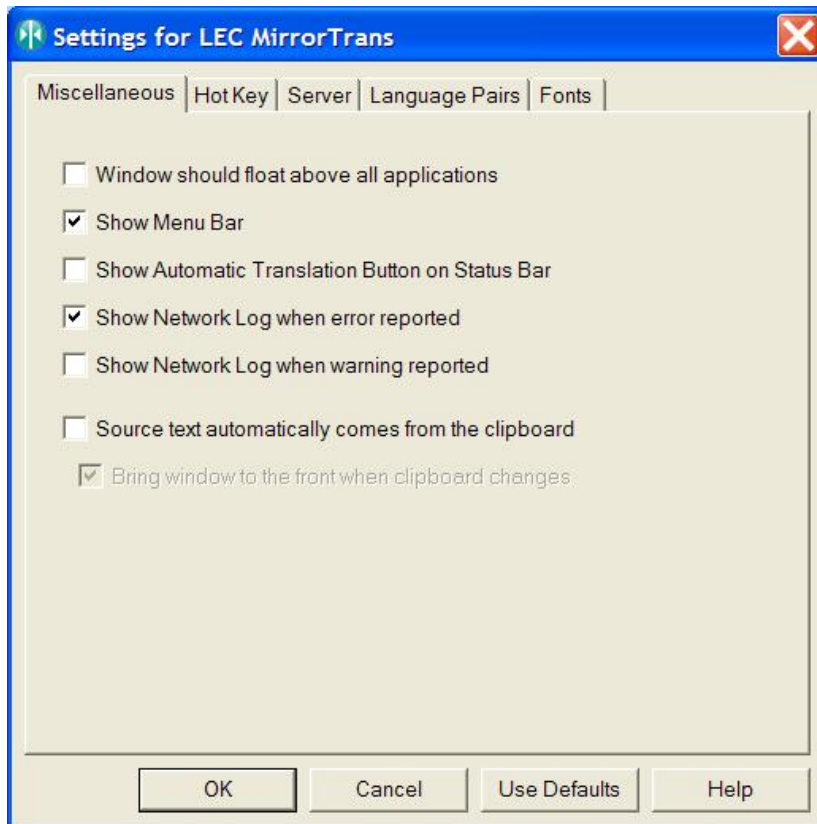 Settings for LEC MirrorTrans
Miscellaneous Hot Key Server Language Pairs Fonts
Window should float above all applications
Show Menu Bar
Show Automatic Translation Button on Status Bar
Show Network Log when error reported
Show Network Log when warning reported
Source text automatically comes from the clipboard
Bring window to the front when clipboard changes
OK Cancel Use Defaults Help